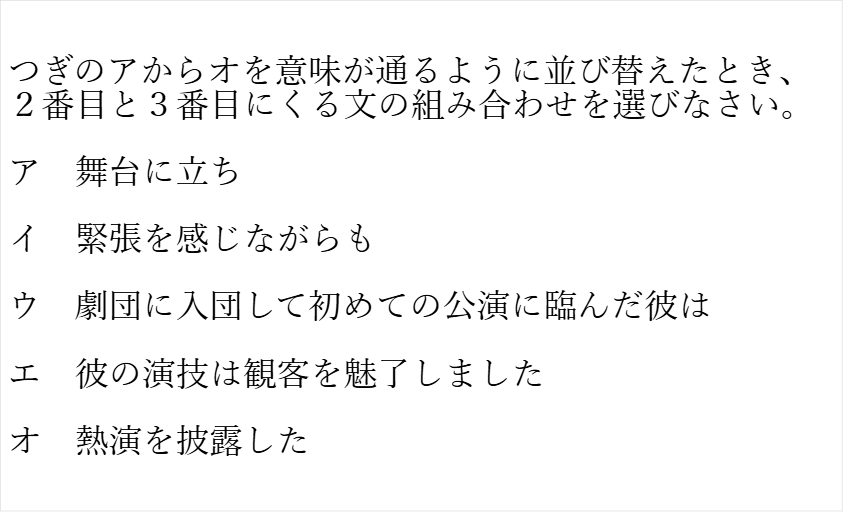 つぎのアからオを意味が通るように並び替えたとき、
２番目と３番目にくる文の組み合わせを選びなさい。
ア　舞台に立ち
イ　緊張を感じながらも
ウ　劇団に入団して初めての公演に臨んだ彼は
エ　彼の演技は観客を魅了しました
オ　熱演を披露した